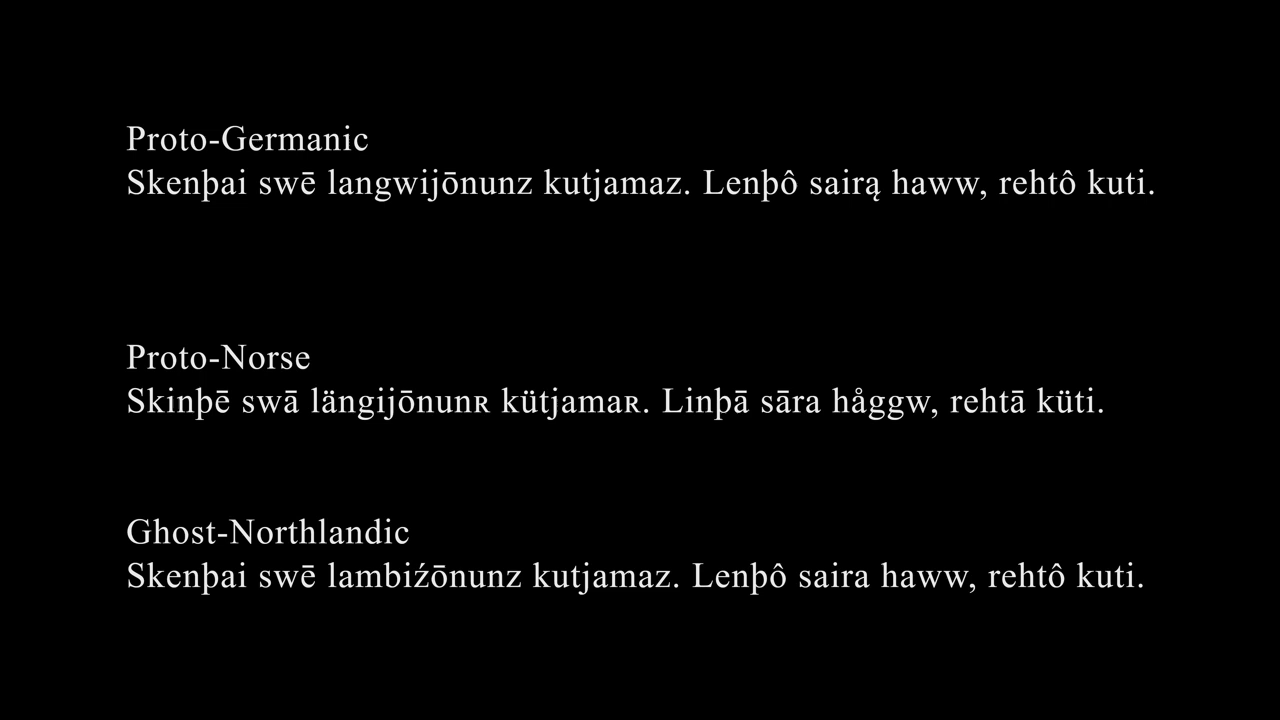 Proto-Germanic
Skenþai swē langwijōnunz kutjamaz. Lenþô sairą haww, rehtô kuti.
Proto-Norse
Skinþē swā längijōnunʀ kütjamaʀ. Linþā sāra håggw, rehtā küti.
Ghost-Northlandic
Skenþai swē lambiźōnunz kutjamaz. Lenþô saira haww, rehtô kuti.